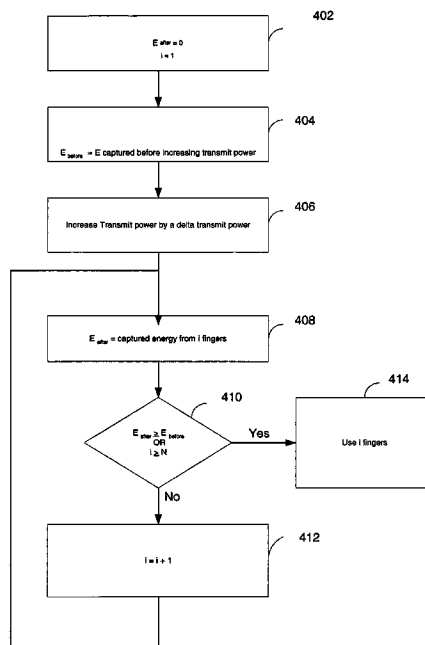 402
E after = 0
i = 1
404
E before = E captured before increasing transmit power
406
Increase Transmit power by a delta transmit power
408
E after = captured energy from i fingers
410
E after ≥ E before
OR
i ≥ N
Yes
414
Use i fingers
No
412
i = i + 1